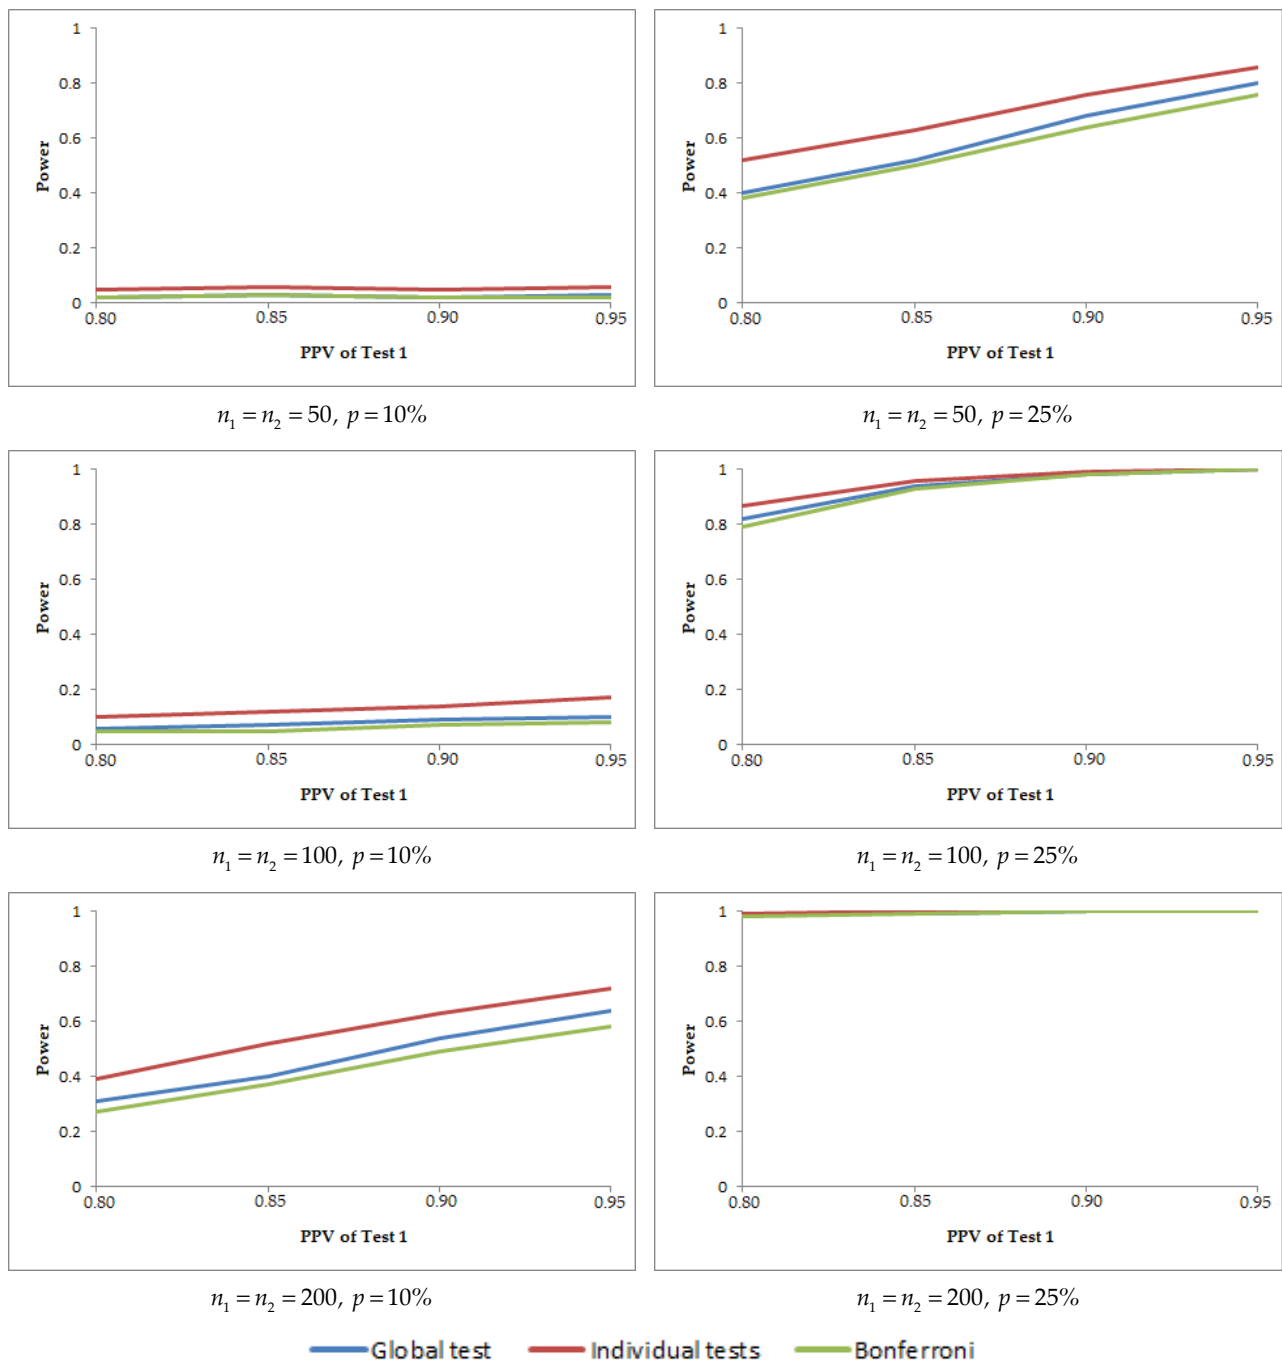 1
0.8
0.6
0.4
0.2
0
Power
0.80 0.85 0.90 0.95
PPV of Test 1
n₁ = n₂ = 50, p = 10%
1
0.8
0.6
0.4
0.2
0
Power
0.80 0.85 0.90 0.95
PPV of Test 1
n₁ = n₂ = 50, p = 25%
1
0.8
0.6
0.4
0.2
0
Power
0.80 0.85 0.90 0.95
PPV of Test 1
n₁ = n₂ = 100, p = 10%
1
0.8
0.6
0.4
0.2
0
Power
0.80 0.85 0.90 0.95
PPV of Test 1
n₁ = n₂ = 100, p = 25%
1
0.8
0.6
0.4
0.2
0
Power
0.80 0.85 0.90 0.95
PPV of Test 1
n₁ = n₂ = 200, p = 10%
1
0.8
0.6
0.4
0.2
0
Power
0.80 0.85 0.90 0.95
PPV of Test 1
n₁ = n₂ = 200, p = 25%
Global test Individual tests Bonferroni